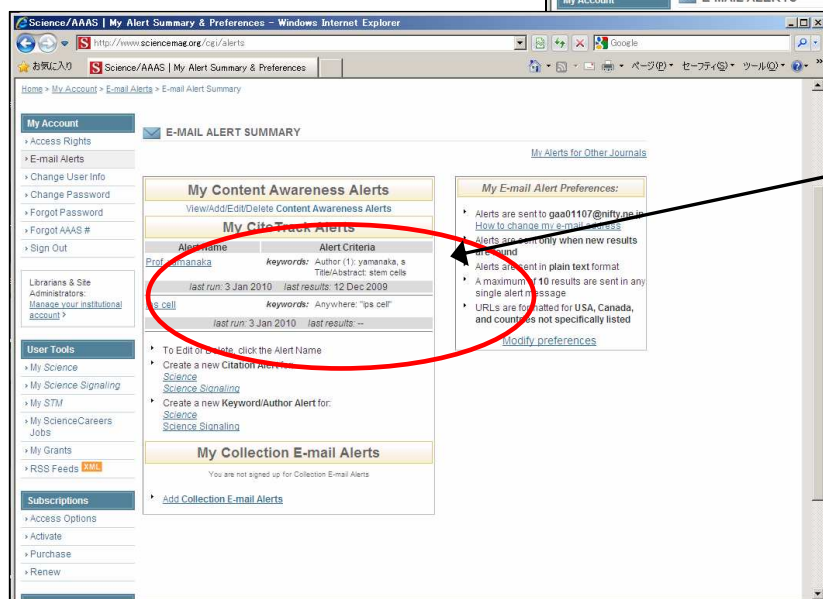 My Account
E-MAIL ALERTS
Science/AAAS | My Alert Summary & Preferences - Windows Internet Explorer
http://www.sciencemag.org/cgi/alerts
Google
お気に入り
Science/AAAS | My Alert Summary & Preferences
ページ(P)
セーフティ(S)
ツール(O)
Home > My Account > E-mail Alerts > E-mail Alert Summary
My Account
Access Rights
E-mail Alerts
Change User Info
Change Password
Forgot Password
Forgot AAAS #
Sign Out
Librarians & Site
Administrators:
Manage your institutional
account >
User Tools
My Science
My Science Signaling
My STM
My ScienceCareers
Jobs
My Grants
RSS Feeds XML
Subscriptions
Access Options
Activate
Purchase
Renew
E-MAIL ALERT SUMMARY
My Alerts for Other Journals
My Content Awareness Alerts
View/Add/Edit/Delete Content Awareness Alerts
My CiteTrack Alerts
Alert Name Alert Criteria
Prof. yamanaka keywords: Author (1): yamanaka, s
Title/Abstract: stem cells
last run: 3 Jan 2010 last results: 12 Dec 2009
ips cell keywords: Anywhere: "ips cell"
last run: 3 Jan 2010 last results: --
To Edit or Delete, click the Alert Name
Create a new Citation Alert for:
Science
Science Signaling
Create a new Keyword/Author Alert for:
Science
Science Signaling
My Collection E-mail Alerts
You are not signed up for Collection E-mail Alerts
Add Collection E-mail Alerts
My E-mail Alert Preferences:
Alerts are sent to gaa01107@nifty.ne.jp
How to change my e-mail address
Alerts are sent only when new results
are found
Alerts are sent in plain text format
A maximum of 10 results are sent in any
single alert message
URLs are formatted for USA, Canada,
and countries not specifically listed
Modify preferences